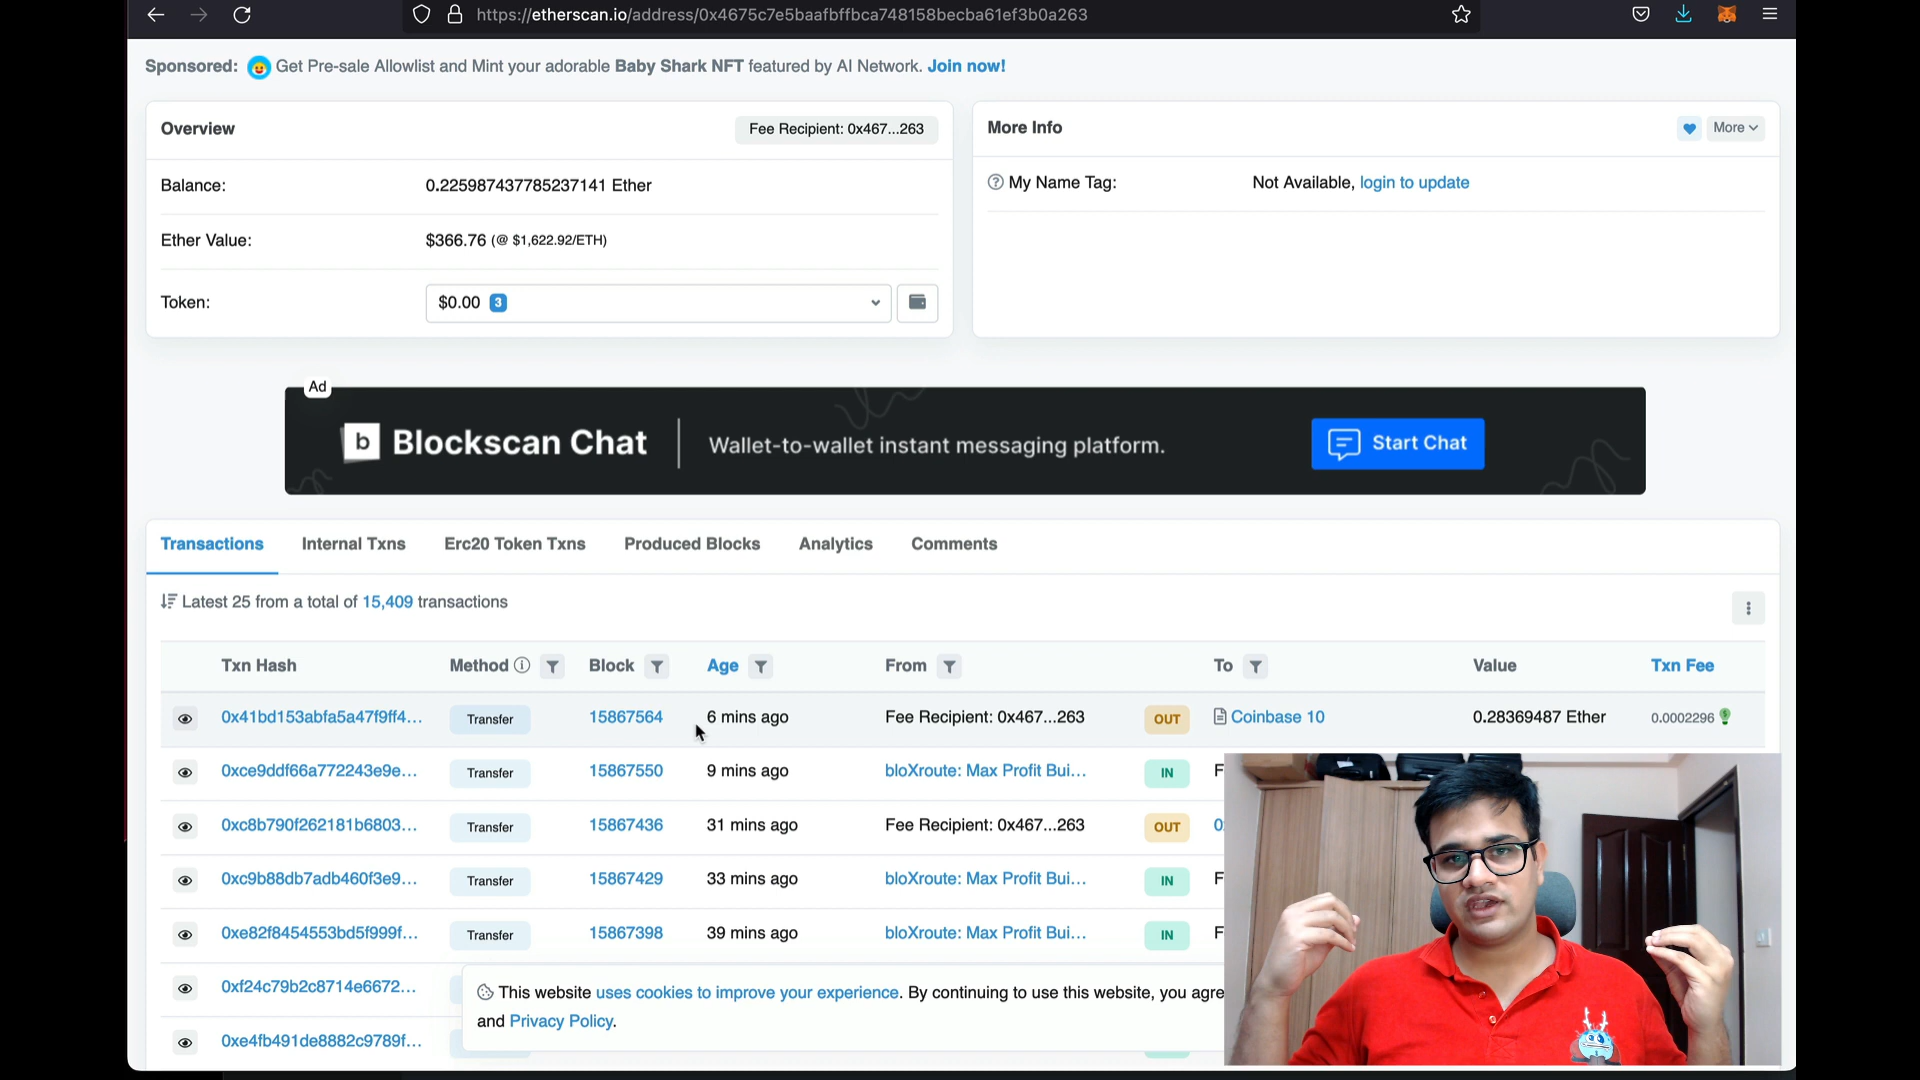 https://etherscan.io/address/0x4675c7e5baafbffbca748158becba61ef3b0a263
Sponsored: Get Pre-sale Allowlist and Mint your adorable Baby Shark NFT featured by AI Network. Join now!
Overview
Fee Recipient: 0x467...263
Balance: 0.225987437785237141 Ether
Ether Value: $366.76 (@ $1,622.92/ETH)
Token: $0.00 3
More Info
More
My Name Tag: Not Available, login to update
Ad
b Blockscan Chat Wallet-to-wallet instant messaging platform. Start Chat
Transactions Internal Txns Erc20 Token Txns Produced Blocks Analytics Comments
Latest 25 from a total of 15,409 transactions
Txn Hash Method Block Age From To Value Txn Fee
0x41bd153abfa5a47f9ff4... Transfer 15867564 6 mins ago Fee Recipient: 0x467...263 OUT Coinbase 10 0.28369487 Ether 0.0002296
0xce9ddf66a772243e9e... Transfer 15867550 9 mins ago bloXroute: Max Profit Bui... IN F
0xc8b790f262181b6803... Transfer 15867436 31 mins ago Fee Recipient: 0x467...263 OUT 0
0xc9b88db7adb460f3e9... Transfer 15867429 33 mins ago bloXroute: Max Profit Bui... IN F
0xe82f8454553bd5f999f... Transfer 15867398 39 mins ago bloXroute: Max Profit Bui... IN F
0xf24c79b2c8714e6672...
0xe4fb491de8882c9789f...
This website uses cookies to improve your experience. By continuing to use this website, you agre
and Privacy Policy.